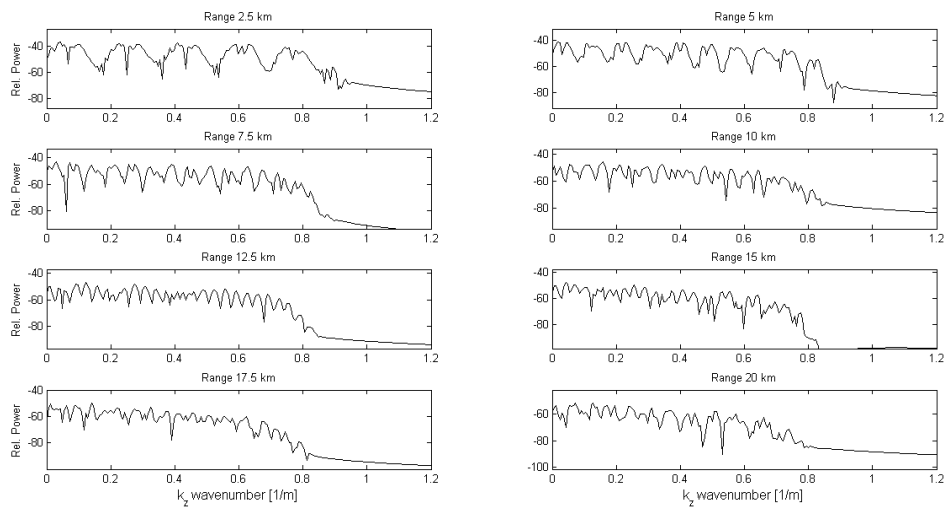 Range 2.5 km
Rel. Power
-40
-60
-80
0 0.2 0.4 0.6 0.8 1 1.2
Range 5 km
-40
-60
-80
0 0.2 0.4 0.6 0.8 1 1.2
Range 7.5 km
Rel. Power
-40
-60
-80
0 0.2 0.4 0.6 0.8 1 1.2
Range 10 km
-40
-60
-80
0 0.2 0.4 0.6 0.8 1 1.2
Range 12.5 km
Rel. Power
-40
-60
-80
0 0.2 0.4 0.6 0.8 1 1.2
Range 15 km
-40
-60
-80
0 0.2 0.4 0.6 0.8 1 1.2
Range 17.5 km
Rel. Power
-40
-60
-80
0 0.2 0.4 0.6 0.8 1 1.2
k_z wavenumber [1/m]
Range 20 km
-60
-80
-100
0 0.2 0.4 0.6 0.8 1 1.2
k_z wavenumber [1/m]